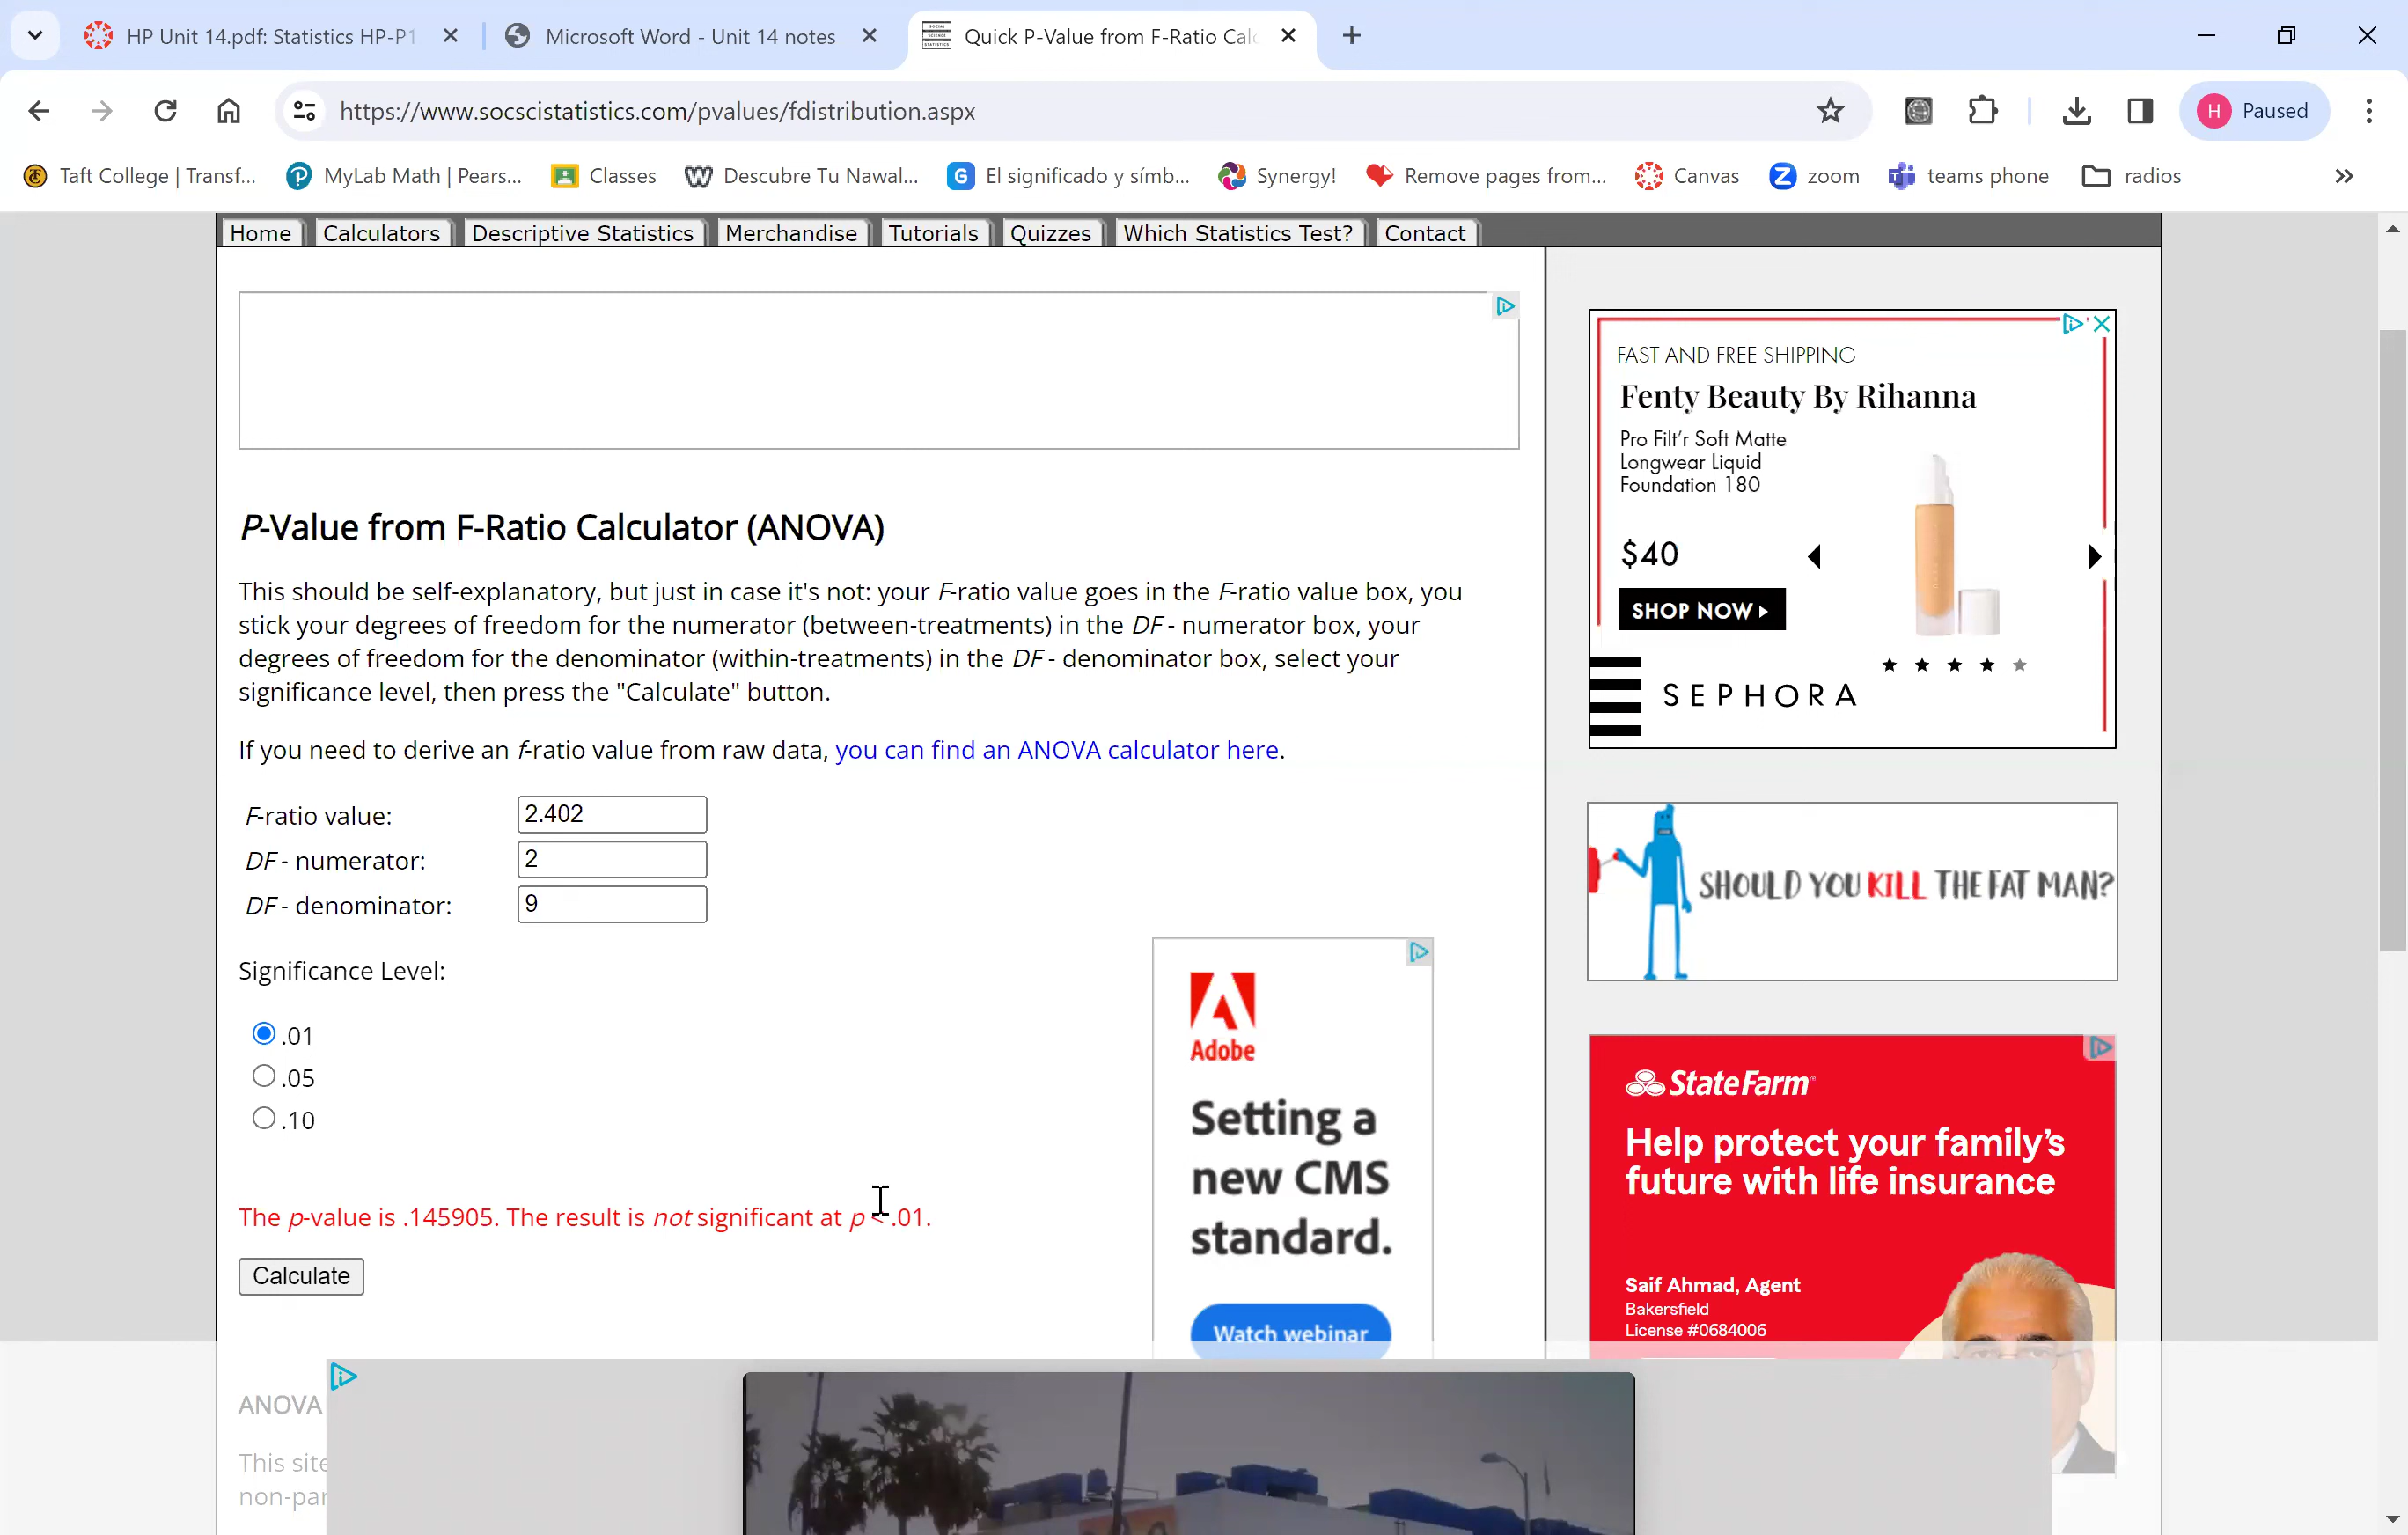 HP Unit 14.pdf: Statistics HP-P1
Microsoft Word - Unit 14 notes
SOCIAL SCIENCE STATISTICS
Quick P-Value from F-Ratio Calc
https://www.socscistatistics.com/pvalues/fdistribution.aspx
H Paused
Taft College | Transf...
MyLab Math | Pears...
Classes
Descubre Tu Nawal...
G El significado y símb...
Synergy!
Remove pages from...
Canvas
Z zoom
teams phone
radios
Home
Calculators
Descriptive Statistics
Merchandise
Tutorials
Quizzes
Which Statistics Test?
Contact
P-Value from F-Ratio Calculator (ANOVA)
This should be self-explanatory, but just in case it's not: your F-ratio value goes in the F-ratio value box, you
stick your degrees of freedom for the numerator (between-treatments) in the DF - numerator box, your
degrees of freedom for the denominator (within-treatments) in the DF - denominator box, select your
significance level, then press the "Calculate" button.
If you need to derive an f-ratio value from raw data, you can find an ANOVA calculator here.
F-ratio value: 2.402
DF - numerator: 2
DF - denominator: 9
Significance Level:
.01
.05
.10
The p-value is .145905. The result is not significant at p < .01.
Calculate
ANOVA
This site
non-par
Adobe
Setting a
new CMS
standard.
Watch webinar
FAST AND FREE SHIPPING
Fenty Beauty By Rihanna
Pro Filt'r Soft Matte
Longwear Liquid
Foundation 180
$40
SHOP NOW
SEPHORA
SHOULD YOU KILL THE FAT MAN?
StateFarm
Help protect your family's
future with life insurance
Saif Ahmad, Agent
Bakersfield
License #0684006